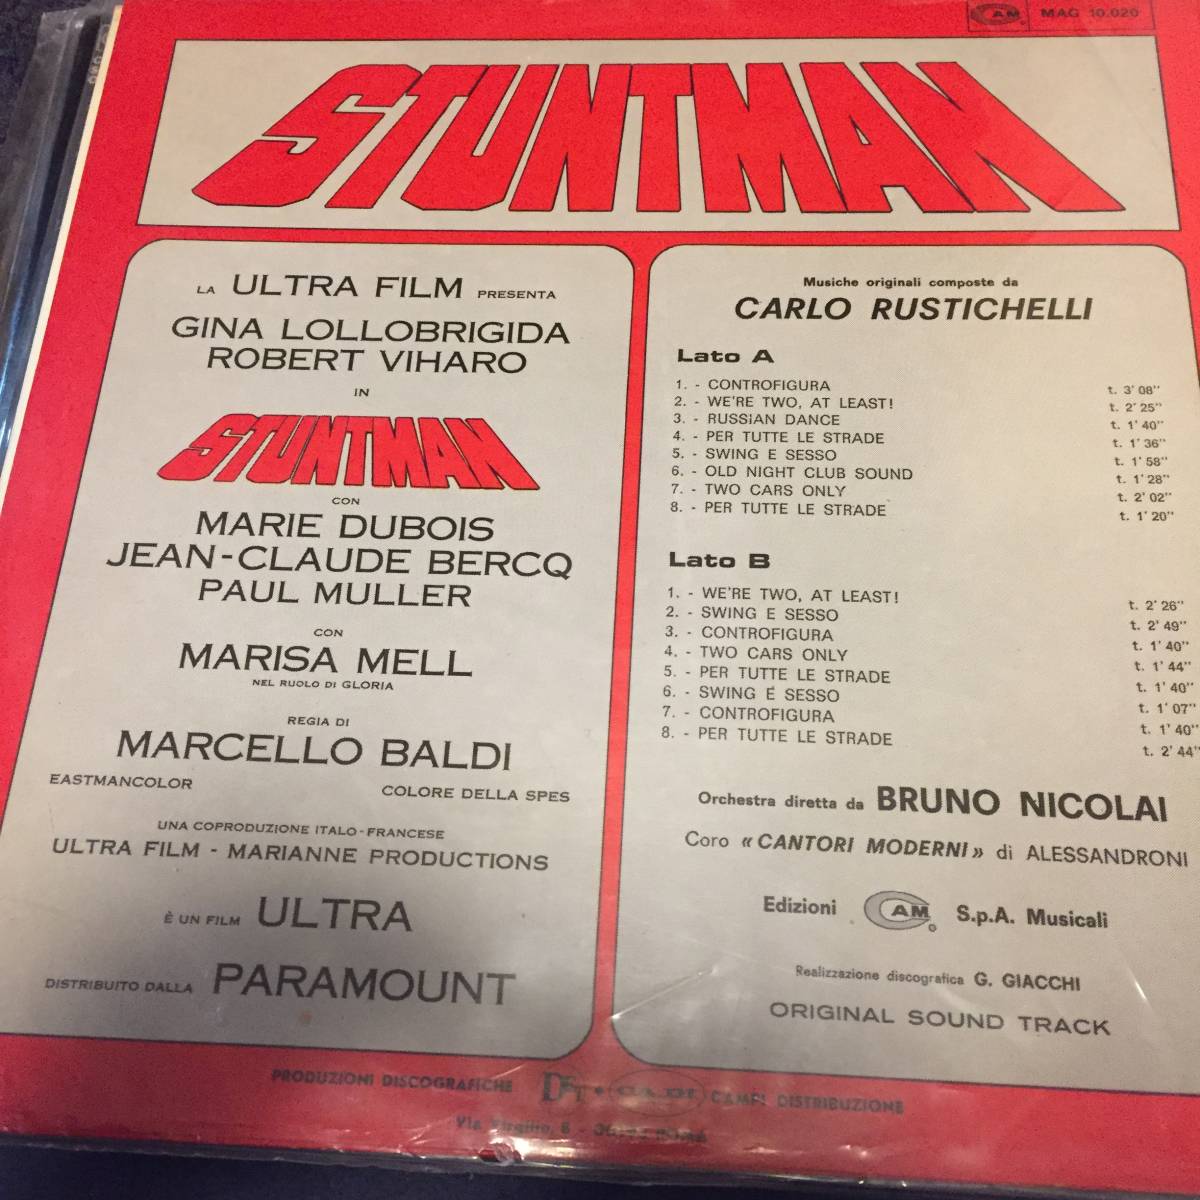 CAM MAG 10.020
STUNTMAN
LA ULTRA FILM PRESENTA
GINA LOLLOBRIGIDA
ROBERT VIHARO
IN
STUNTMAN
CON
MARIE DUBOIS
JEAN-CLAUDE BERCQ
PAUL MULLER
CON
MARISA MELL
NEL RUOLO DI GLORIA
REGIA DI
MARCELLO BALDI
EASTMANCOLOR COLORE DELLA SPES
UNA COPRODUZIONE ITALO-FRANCESE
ULTRA FILM - MARIANNE PRODUCTIONS
È UN FILM ULTRA
DISTRIBUITO DALLA PARAMOUNT
Musiche originali composte da
CARLO RUSTICHELLI
Lato A
1. - CONTROFIGURA t. 3' 08"
2. - WE'RE TWO, AT LEAST! t. 2' 25"
3. - RUSSIAN DANCE t. 1' 40"
4. - PER TUTTE LE STRADE t. 1' 36"
5. - SWING E SESSO t. 1' 58"
6. - OLD NIGHT CLUB SOUND t. 1' 28"
7. - TWO CARS ONLY t. 2' 02"
8. - PER TUTTE LE STRADE t. 1' 20"
Lato B
1. - WE'RE TWO, AT LEAST! t. 2' 26"
2. - SWING E SESSO t. 2' 49"
3. - CONTROFIGURA t. 1' 40"
4. - TWO CARS ONLY t. 1' 44"
5. - PER TUTTE LE STRADE t. 1' 40"
6. - SWING E SESSO t. 1' 07"
7. - CONTROFIGURA t. 1' 40"
8. - PER TUTTE LE STRADE t. 2' 44"
Orchestra diretta da BRUNO NICOLAI
Coro «CANTORI MODERNI» di ALESSANDRONI
Edizioni CAM S.p.A. Musicali
Realizzazione discografica G. GIACCHI
ORIGINAL SOUND TRACK
PRODUZIONI DISCOGRAFICHE CAMPI DISTRIBUZIONE
Via Virgilio, 8 - ROMA